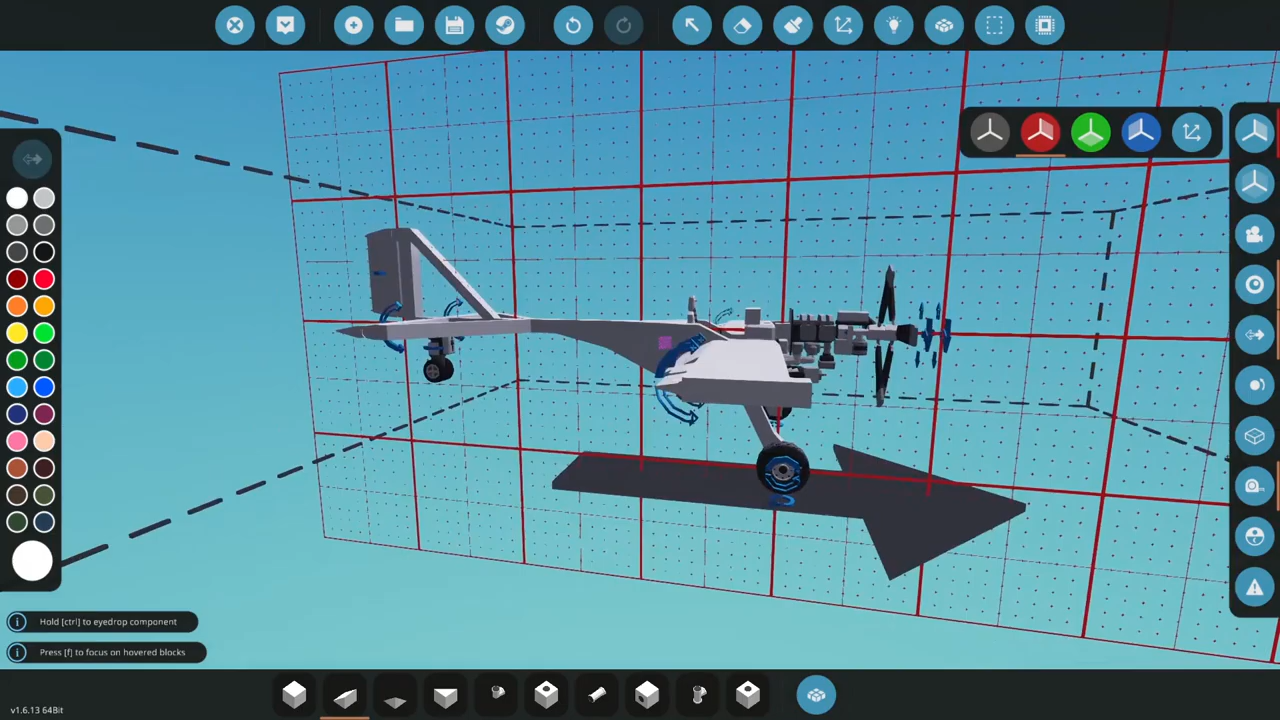 Hold [ctrl] to eyedrop component
Press [f] to focus on hovered blocks
v1.6.13 64Bit